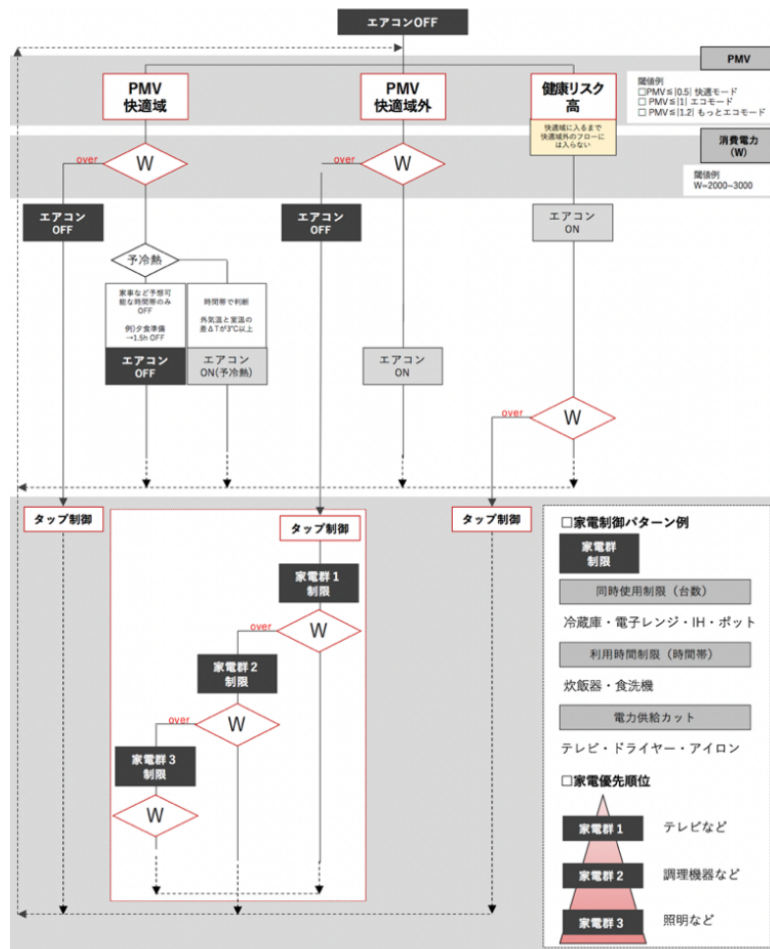 エアコンOFF
PMV
閾値例
□PMV≦|0.5| 快適モード
□PMV≦|1| エコモード
□PMV≦|1.2| もっとエコモード
PMV
快適域
PMV
快適域外
健康リスク
高
快適域に入るまで
快適域外のフローに
は入らない
消費電力
(W)
閾値例
W=2000~3000
over
W
over
W
エアコン
OFF
エアコン
OFF
エアコン
ON
予冷熱
家事など予想可
能な時間帯のみ
OFF
例)夕食準備
→1.5h OFF
時間帯で判断
外気温と室温の
差ΔTが3℃以上
エアコン
OFF
エアコン
ON(予冷熱)
エアコン
ON
over
W
タップ制御
タップ制御
タップ制御
家電群1
制限
over
W
家電群2
制限
over
W
家電群3
制限
W
□家電制御パターン例
家電群
制限
同時使用制限(台数)
冷蔵庫・電子レンジ・IH・ポット
利用時間制限(時間帯)
炊飯器・食洗機
電力供給カット
テレビ・ドライヤー・アイロン
□家電優先順位
家電群1 テレビなど
家電群2 調理機器など
家電群3 照明など